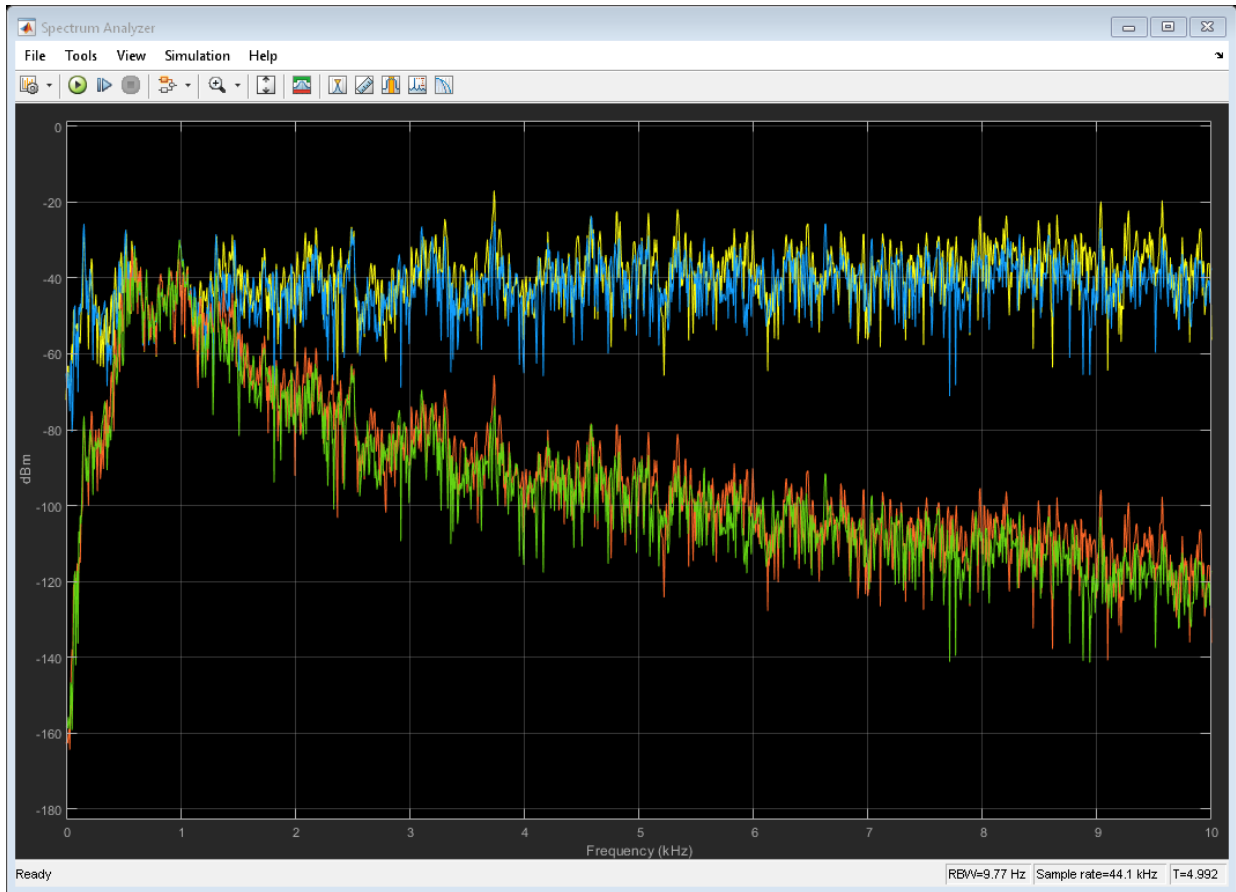 Spectrum Analyzer
File Tools View Simulation Help
0
-20
-40
-60
-80
-100
-120
-140
-160
-180
dBm
0 1 2 3 4 5 6 7 8 9 10
Frequency (kHz)
Ready RBW=9.77 Hz Sample rate=44.1 kHz T=4.992